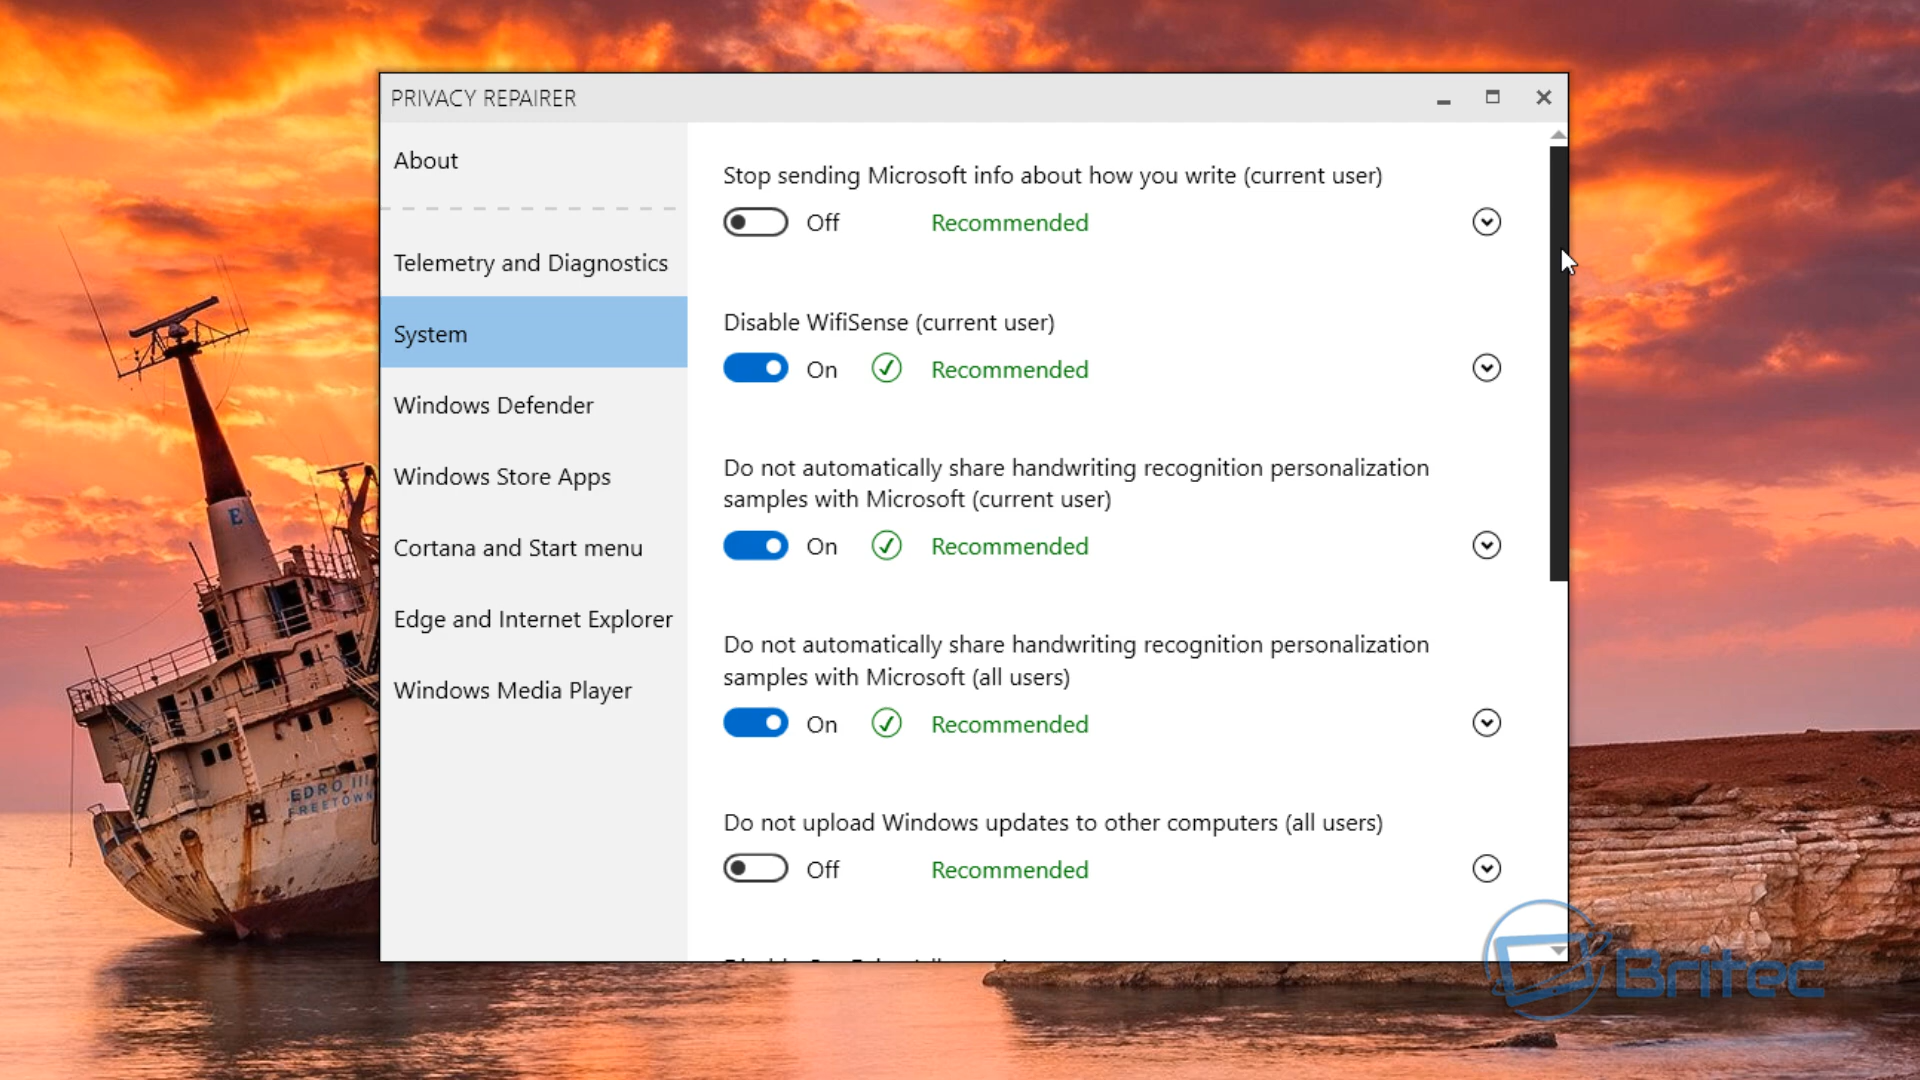 PRIVACY REPAIRER
About
Telemetry and Diagnostics
System
Windows Defender
Windows Store Apps
Cortana and Start menu
Edge and Internet Explorer
Windows Media Player
Stop sending Microsoft info about how you write (current user)
Off Recommended
Disable WifiSense (current user)
On Recommended
Do not automatically share handwriting recognition personalization
samples with Microsoft (current user)
On Recommended
Do not automatically share handwriting recognition personalization
samples with Microsoft (all users)
On Recommended
Do not upload Windows updates to other computers (all users)
Off Recommended
EDRO III
FREETOWN
Britec